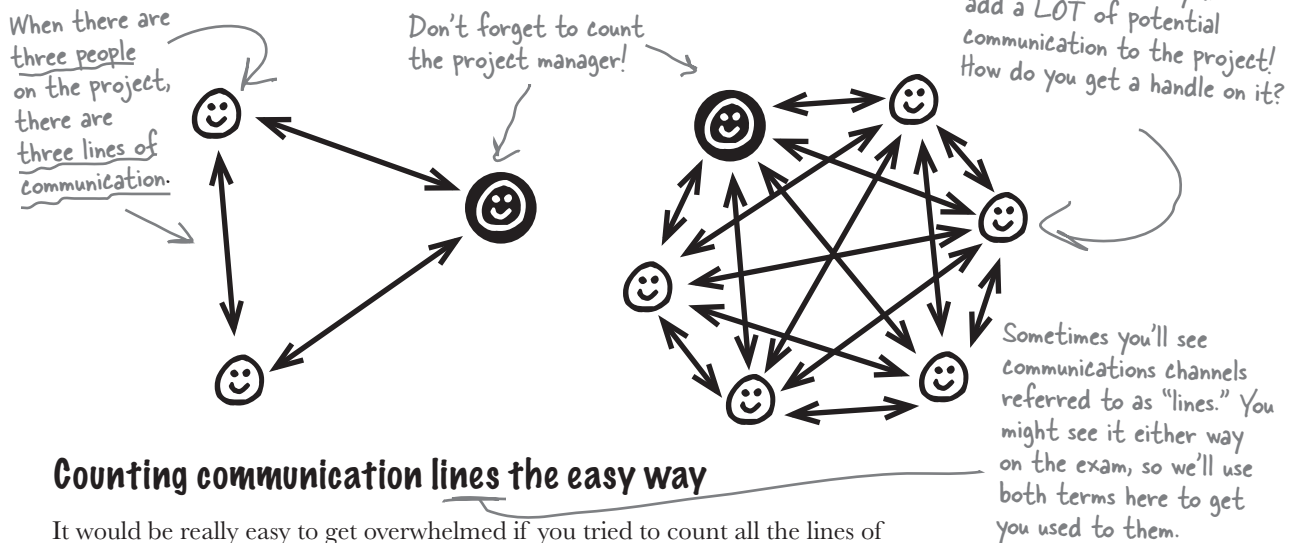 When there are
three people
on the project,
there are
three lines of
communication.
Don't forget to count
the project manager!
add a LOT of potential
communication to the project!
How do you get a handle on it?
Sometimes you'll see
communications channels
referred to as "lines." You
might see it either way
on the exam, so we'll use
both terms here to get
you used to them.
Counting communication lines the easy way
It would be really easy to get overwhelmed if you tried to count all the lines of